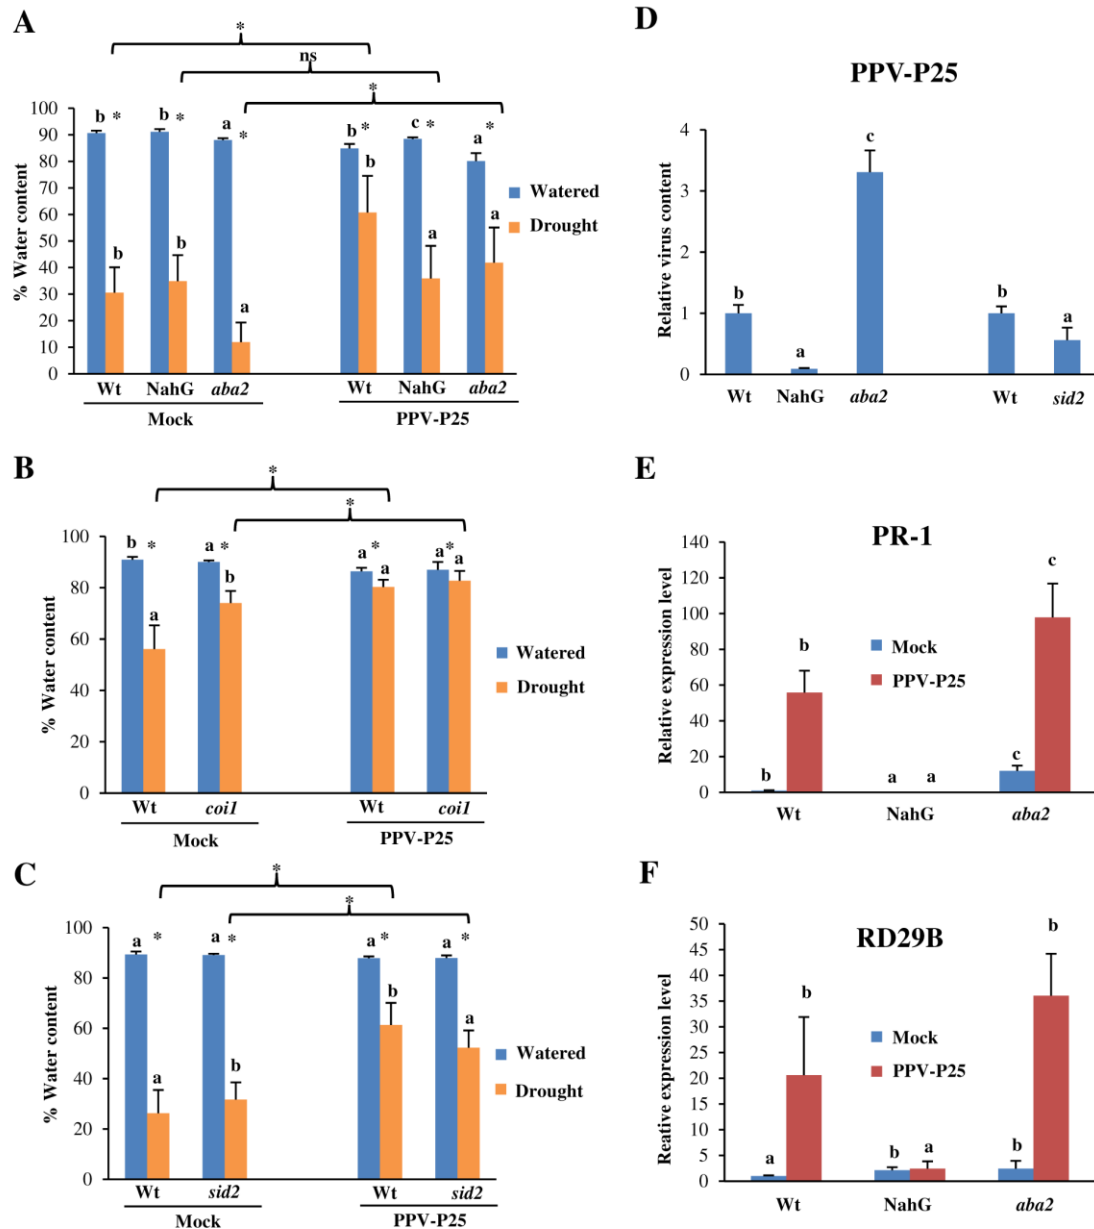 A
*
ns
*
b * b * a *
b * c * a *
b b a
b a a
100
90
80
70
60
50
40
30
20
10
0
% Water content
Watered
Drought
Wt NahG aba2 Wt NahG aba2
Mock PPV-P25
B
*
*
b * a * a * a * a
a
b
a
100
80
60
40
20
0
% Water content
Watered
Drought
Wt coi1 Wt coi1
Mock PPV-P25
C
*
*
a * a * a * a *
a b b a
100
80
60
40
20
0
% Water content
Watered
Drought
Wt sid2 Wt sid2
Mock PPV-P25
D
PPV-P25
4
3
2
1
0
Relative virus content
b a c b a
Wt NahG aba2 Wt sid2
E
PR-1
140
120
100
80
60
40
20
0
Relative expression level
Mock
PPV-P25
b b a a c c
Wt NahG aba2
F
RD29B
50
45
40
35
30
25
20
15
10
5
0
Reative expression level
Mock
PPV-P25
a b b a b b
Wt NahG aba2